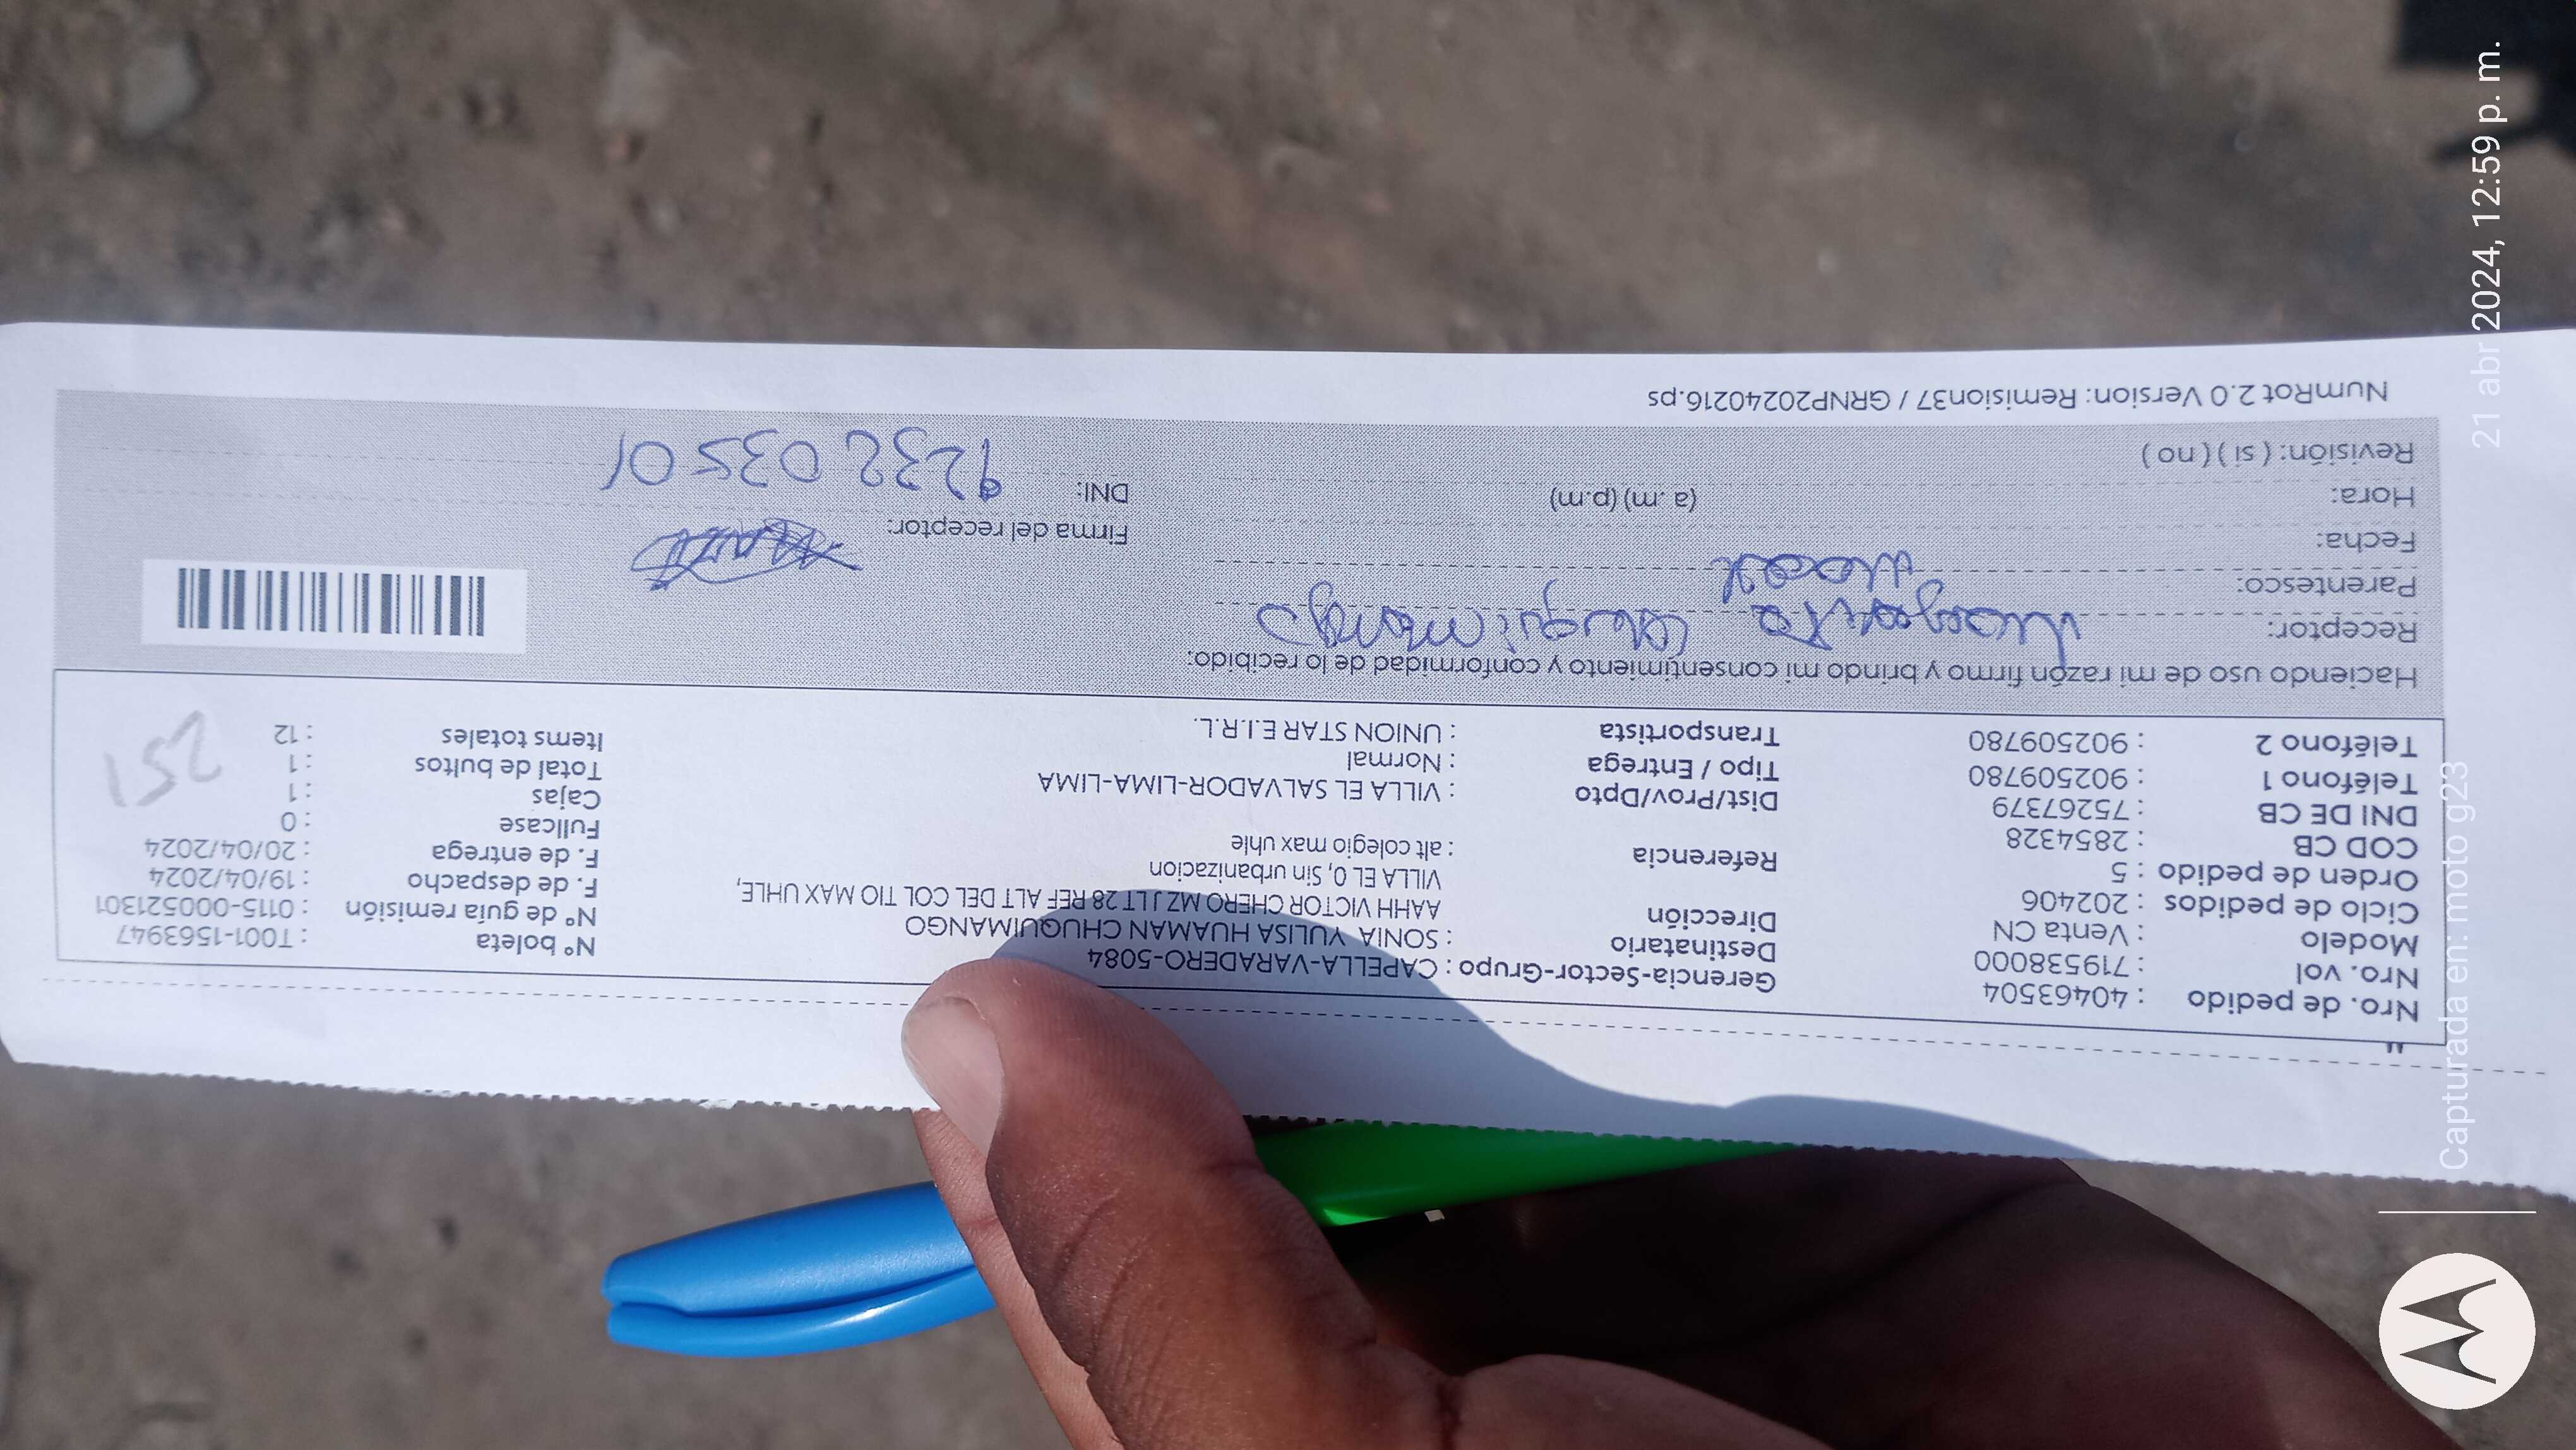 Nro. de pedido : 40463504
Nro. vol : 719538000
Modelo : Venta CN
Ciclo de pedidos : 202406
Orden de pedido : 5
COD CB : 2854328
DNI DE CB : 75267379
Teléfono 1 : 902509780
Teléfono 2 : 902509780
Gerencia-Sector-Grupo : CAPELLA-VARADERO-5084
Destinatario : SONIA YULISA HUAMAN CHUQUIMANGO
Dirección AAHH VICTOR CHERO MZ J LT 28 REF ALT DEL COL TIO MAX UHLE,
VILLA EL 0, Sin urbanizacion
Referencia : alt colegio max uhle
Dist/Prov/Dpto : VILLA EL SALVADOR-LIMA-LIMA
Tipo / Entrega : Normal
Transportista : UNION STAR E.I.R.L.
Nº boleta : T001-1563947
Nº de guía remisión : 0115-000521301
F. de despacho : 19/04/2024
F. de entrega : 20/04/2024
Fullcase : 0
Cajas : 1
Total de bultos : 1
Items totales : 12
251
Haciendo uso de mi razón firmo y brindo mi consentimiento y conformidad de lo recibido:
Receptor: Margarita Chuquimango
Parentesco:
Fecha:
Hora: (a. m) (p.m)
Revisión: ( si ) ( no )
Firma del receptor:
DNI: 923203501
NumRot 2.0 Version: Remision37 / GRNP20240216.ps
21 abr 2024, 12:59 p. m.
Capturada en: moto g23